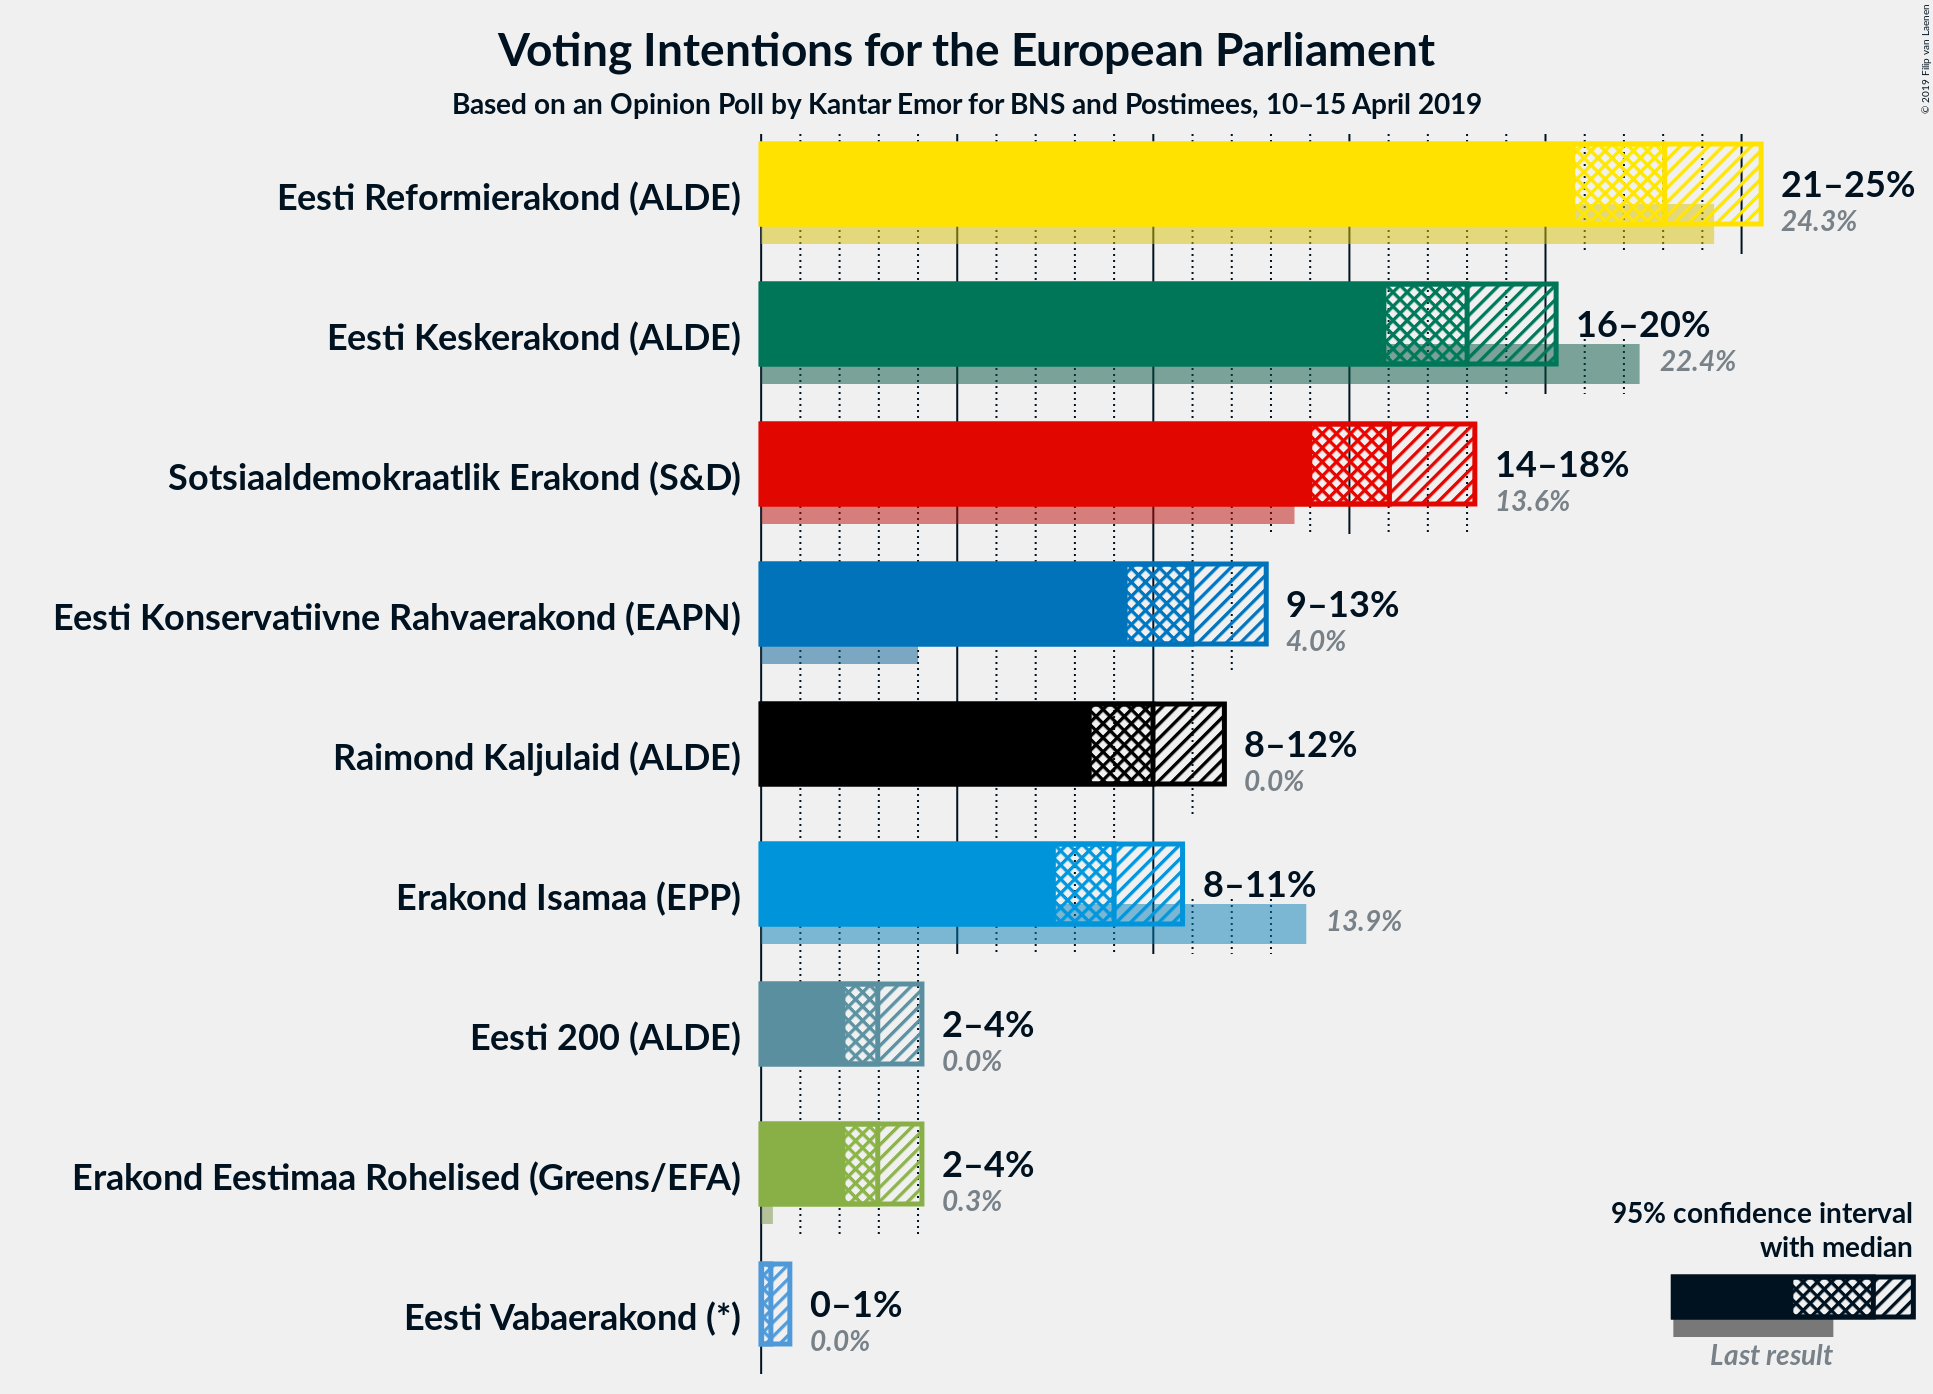 Voting Intentions for the European Parliament
Based on an Opinion Poll by Kantar Emor for BNS and Postimees, 10–15 April 2019
© 2019 Filip van Laenen
Eesti Reformierakond (ALDE)
21–25%
24.3%
Eesti Keskerakond (ALDE)
16–20%
22.4%
Sotsiaaldemokraatlik Erakond (S&D)
14–18%
13.6%
Eesti Konservatiivne Rahvaerakond (EAPN)
9–13%
4.0%
Raimond Kaljulaid (ALDE)
8–12%
0.0%
Erakond Isamaa (EPP)
8–11%
13.9%
Eesti 200 (ALDE)
2–4%
0.0%
Erakond Eestimaa Rohelised (Greens/EFA)
2–4%
0.3%
Eesti Vabaerakond (*)
0–1%
0.0%
95% confidence interval
with median
Last result